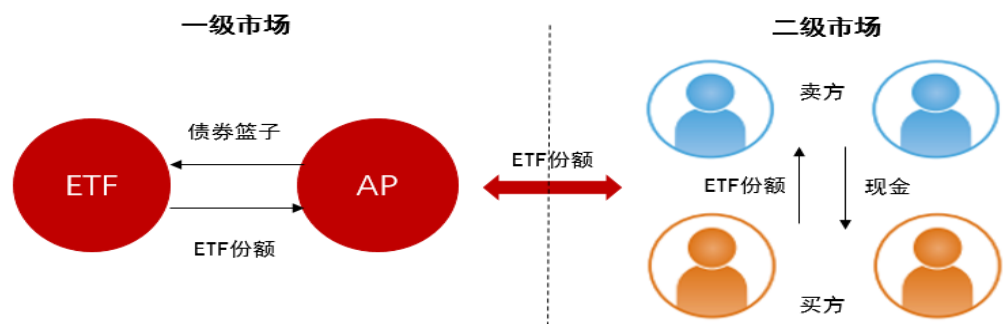 一级市场
二级市场
债券篮子
ETF
AP
ETF份额
ETF份额
卖方
ETF份额
现金
买方